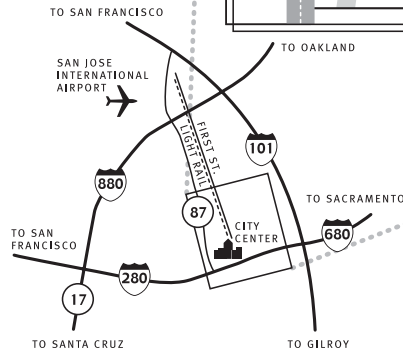 TO SAN FRANCISCO
TO OAKLAND
SAN JOSE
INTERNATIONAL
AIRPORT
FIRST ST.
LIGHT RAIL
101
880
87
TO SACRAMENTO
CITY
CENTER
680
TO SAN
FRANCISCO
280
17
TO SANTA CRUZ
TO GILROY